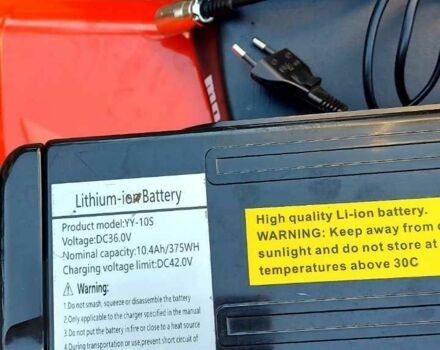 Lithium-ion Battery
Product model:YY-10S
Voltage:DC36.0V
Nominal capacity:10.4Ah/375WH
Charging voltage limit:DC42.0V
Warning:
1.Do not smash, squeeze or disassemble the battery
2.Only applicable to the charger specified in the manual
3.Do not put the battery in fire or close to a heat source
4.During transportation or use,prevent short circuit of
High quality Li-ion battery.
WARNING: Keep away from
sunlight and do not store at
temperatures above 30C